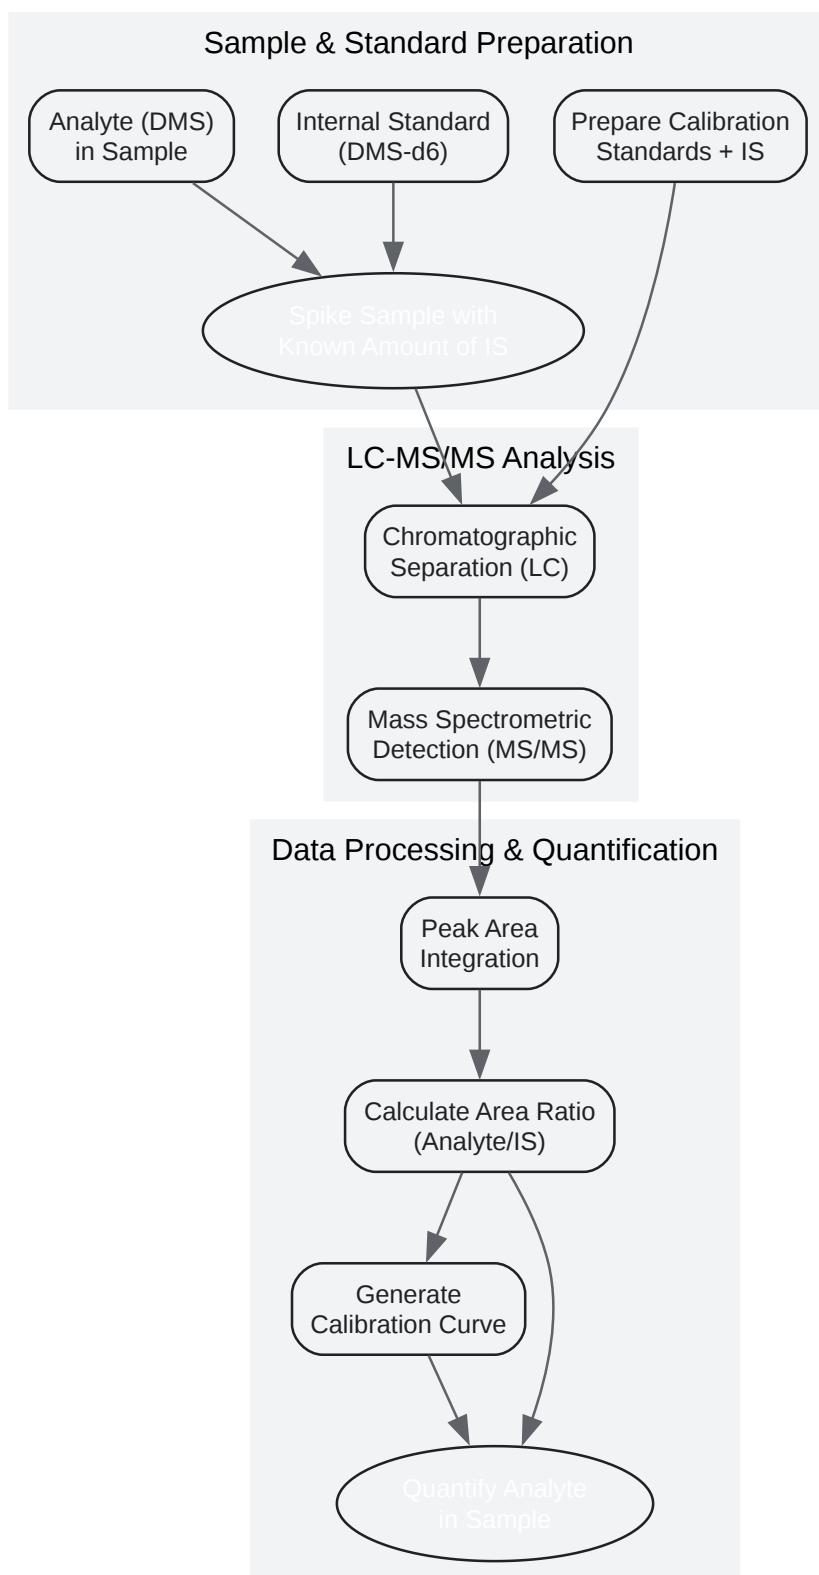 Sample & Standard Preparation
Analyte (DMS)
in Sample
Internal Standard
(DMS-d6)
Prepare Calibration
Standards + IS
Spike Sample with
Known Amount of IS
LC-MS/MS Analysis
Chromatographic
Separation (LC)
Mass Spectrometric
Detection (MS/MS)
Data Processing & Quantification
Peak Area
Integration
Calculate Area Ratio
(Analyte/IS)
Generate
Calibration Curve
Quantify Analyte
in Sample